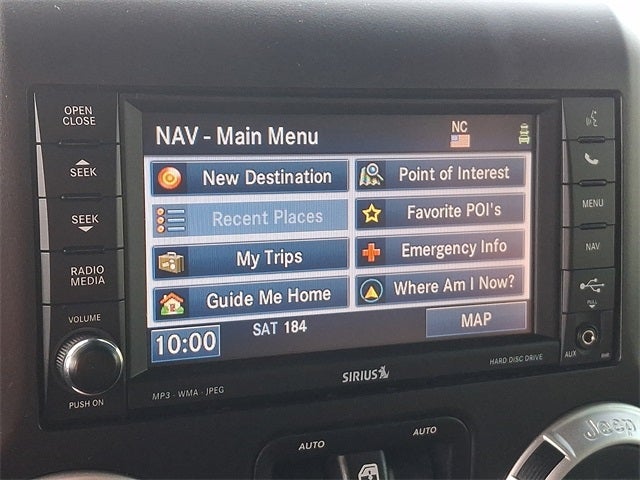 OPEN
CLOSE
SEEK
SEEK
RADIO
MEDIA
VOLUME
PUSH ON
NAV - Main Menu
NC
New Destination
Point of Interest
Recent Places
Favorite POI's
My Trips
Emergency Info
Guide Me Home
Where Am I Now?
10:00
SAT 184
MAP
MP3 - WMA - JPEG
SIRIUS
HARD DISC DRIVE
MENU
NAV
PULL
AUX
AUTO
AUTO
Jeep